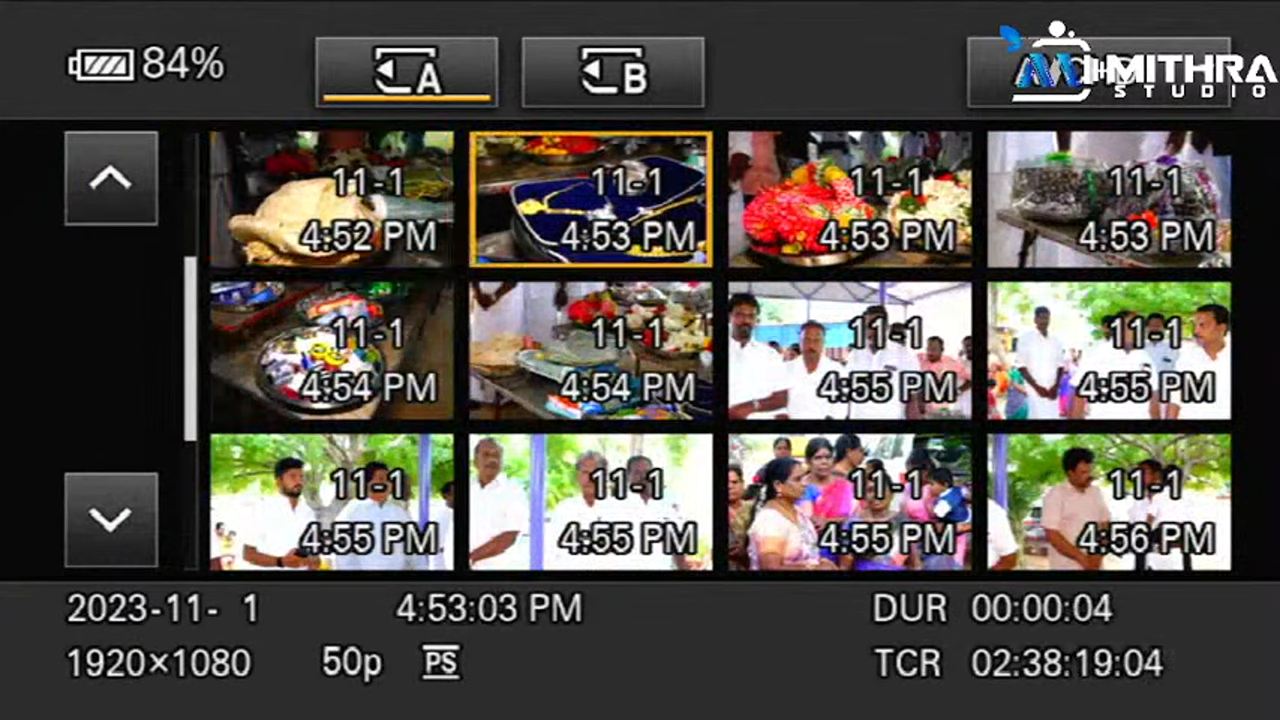 84%
A
B
MITHRA
STUDIO
11-1
4:52 PM
11-1
4:53 PM
11-1
4:53 PM
11-1
4:53 PM
11-1
4:54 PM
11-1
4:54 PM
11-1
4:55 PM
11-1
4:55 PM
11-1
4:55 PM
11-1
4:55 PM
11-1
4:55 PM
11-1
4:56 PM
2023-11- 1 4:53:03 PM DUR 00:00:04
1920×1080 50p PS TCR 02:38:19:04